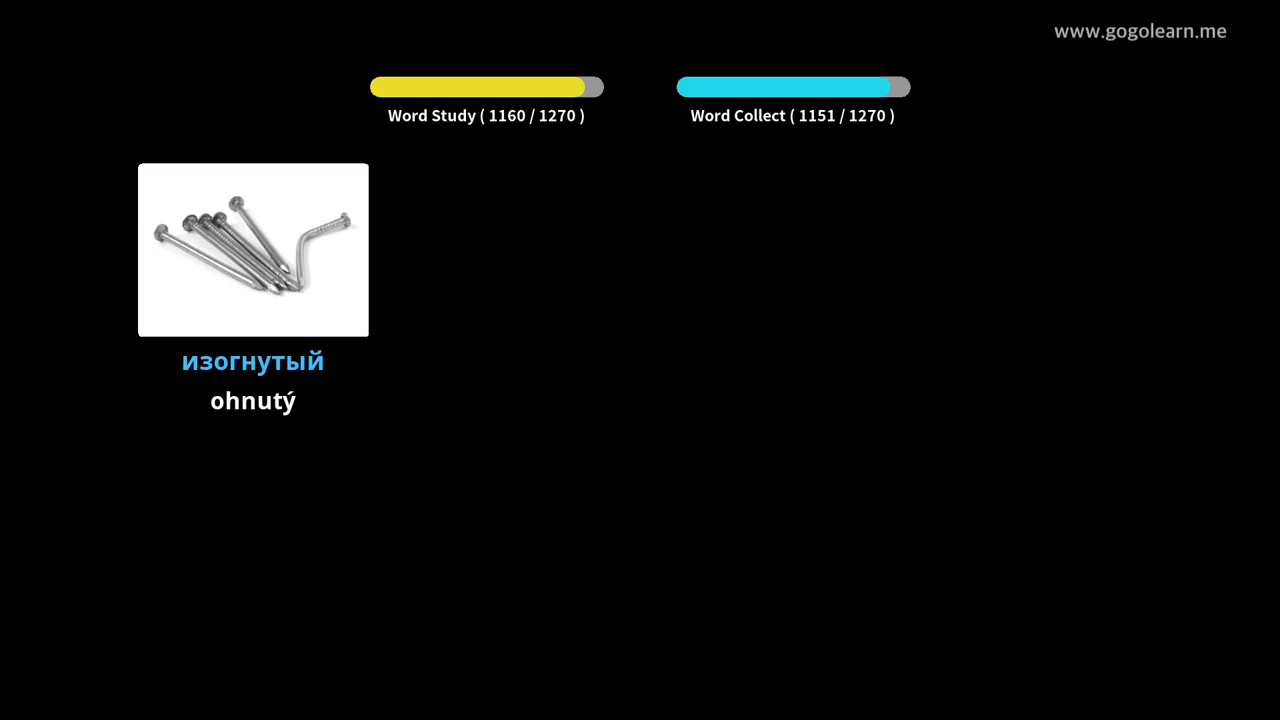 www.gogolearn.me
Word Study ( 1160 / 1270 )
Word Collect ( 1151 / 1270 )
изогнутый
ohnutý